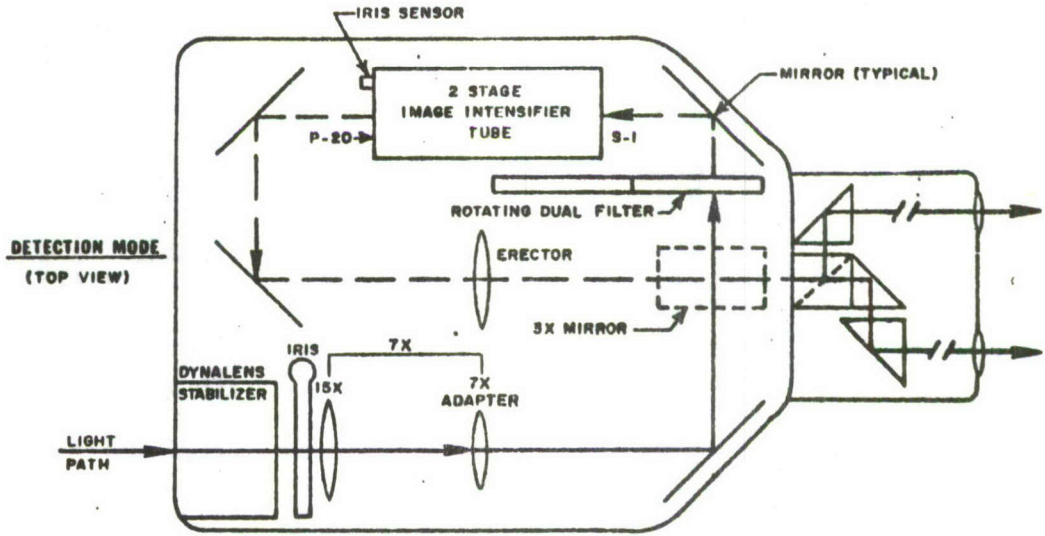 IRIS SENSOR
2 STAGE
IMAGE INTENSIFIER
TUBE
MIRROR (TYPICAL)
P-20
S-1
ROTATING DUAL FILTER
DETECTION MODE
(TOP VIEW)
ERECTOR
3X MIRROR
IRIS
7X
DYNALENS
STABILIZER
15X
7X
ADAPTER
LIGHT
PATH